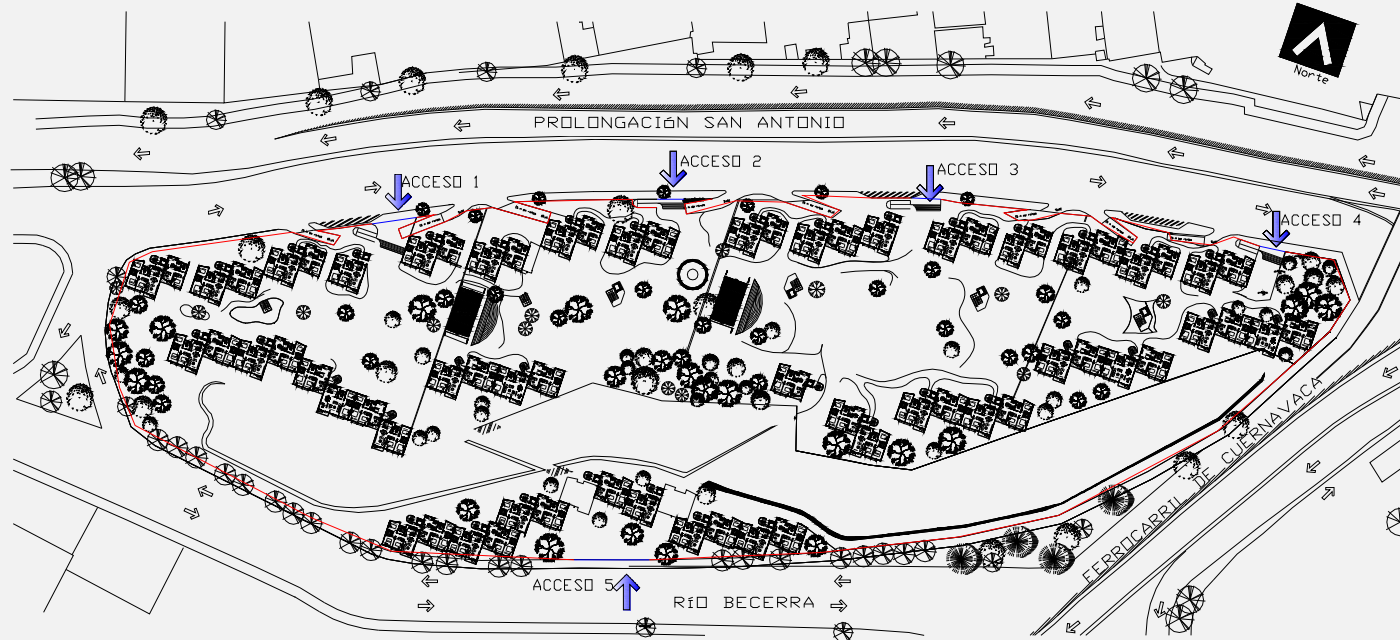 Norte
PROLONGACIÓN SAN ANTONIO
ACCESO 1
ACCESO 2
ACCESO 3
ACCESO 4
FERROCARRIL DE CUERNAVACA
ACCESO 5
RÍO BECERRA